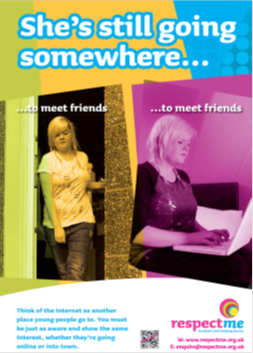 She's still going
somewhere...
...to meet friends
...to meet friends
Think of the internet as another
place young people go to. You must
be just as aware and show the same
interest, whether they're going
online or into town.
respectme
W: www.respectme.org.uk
E: enquire@respectme.org.uk